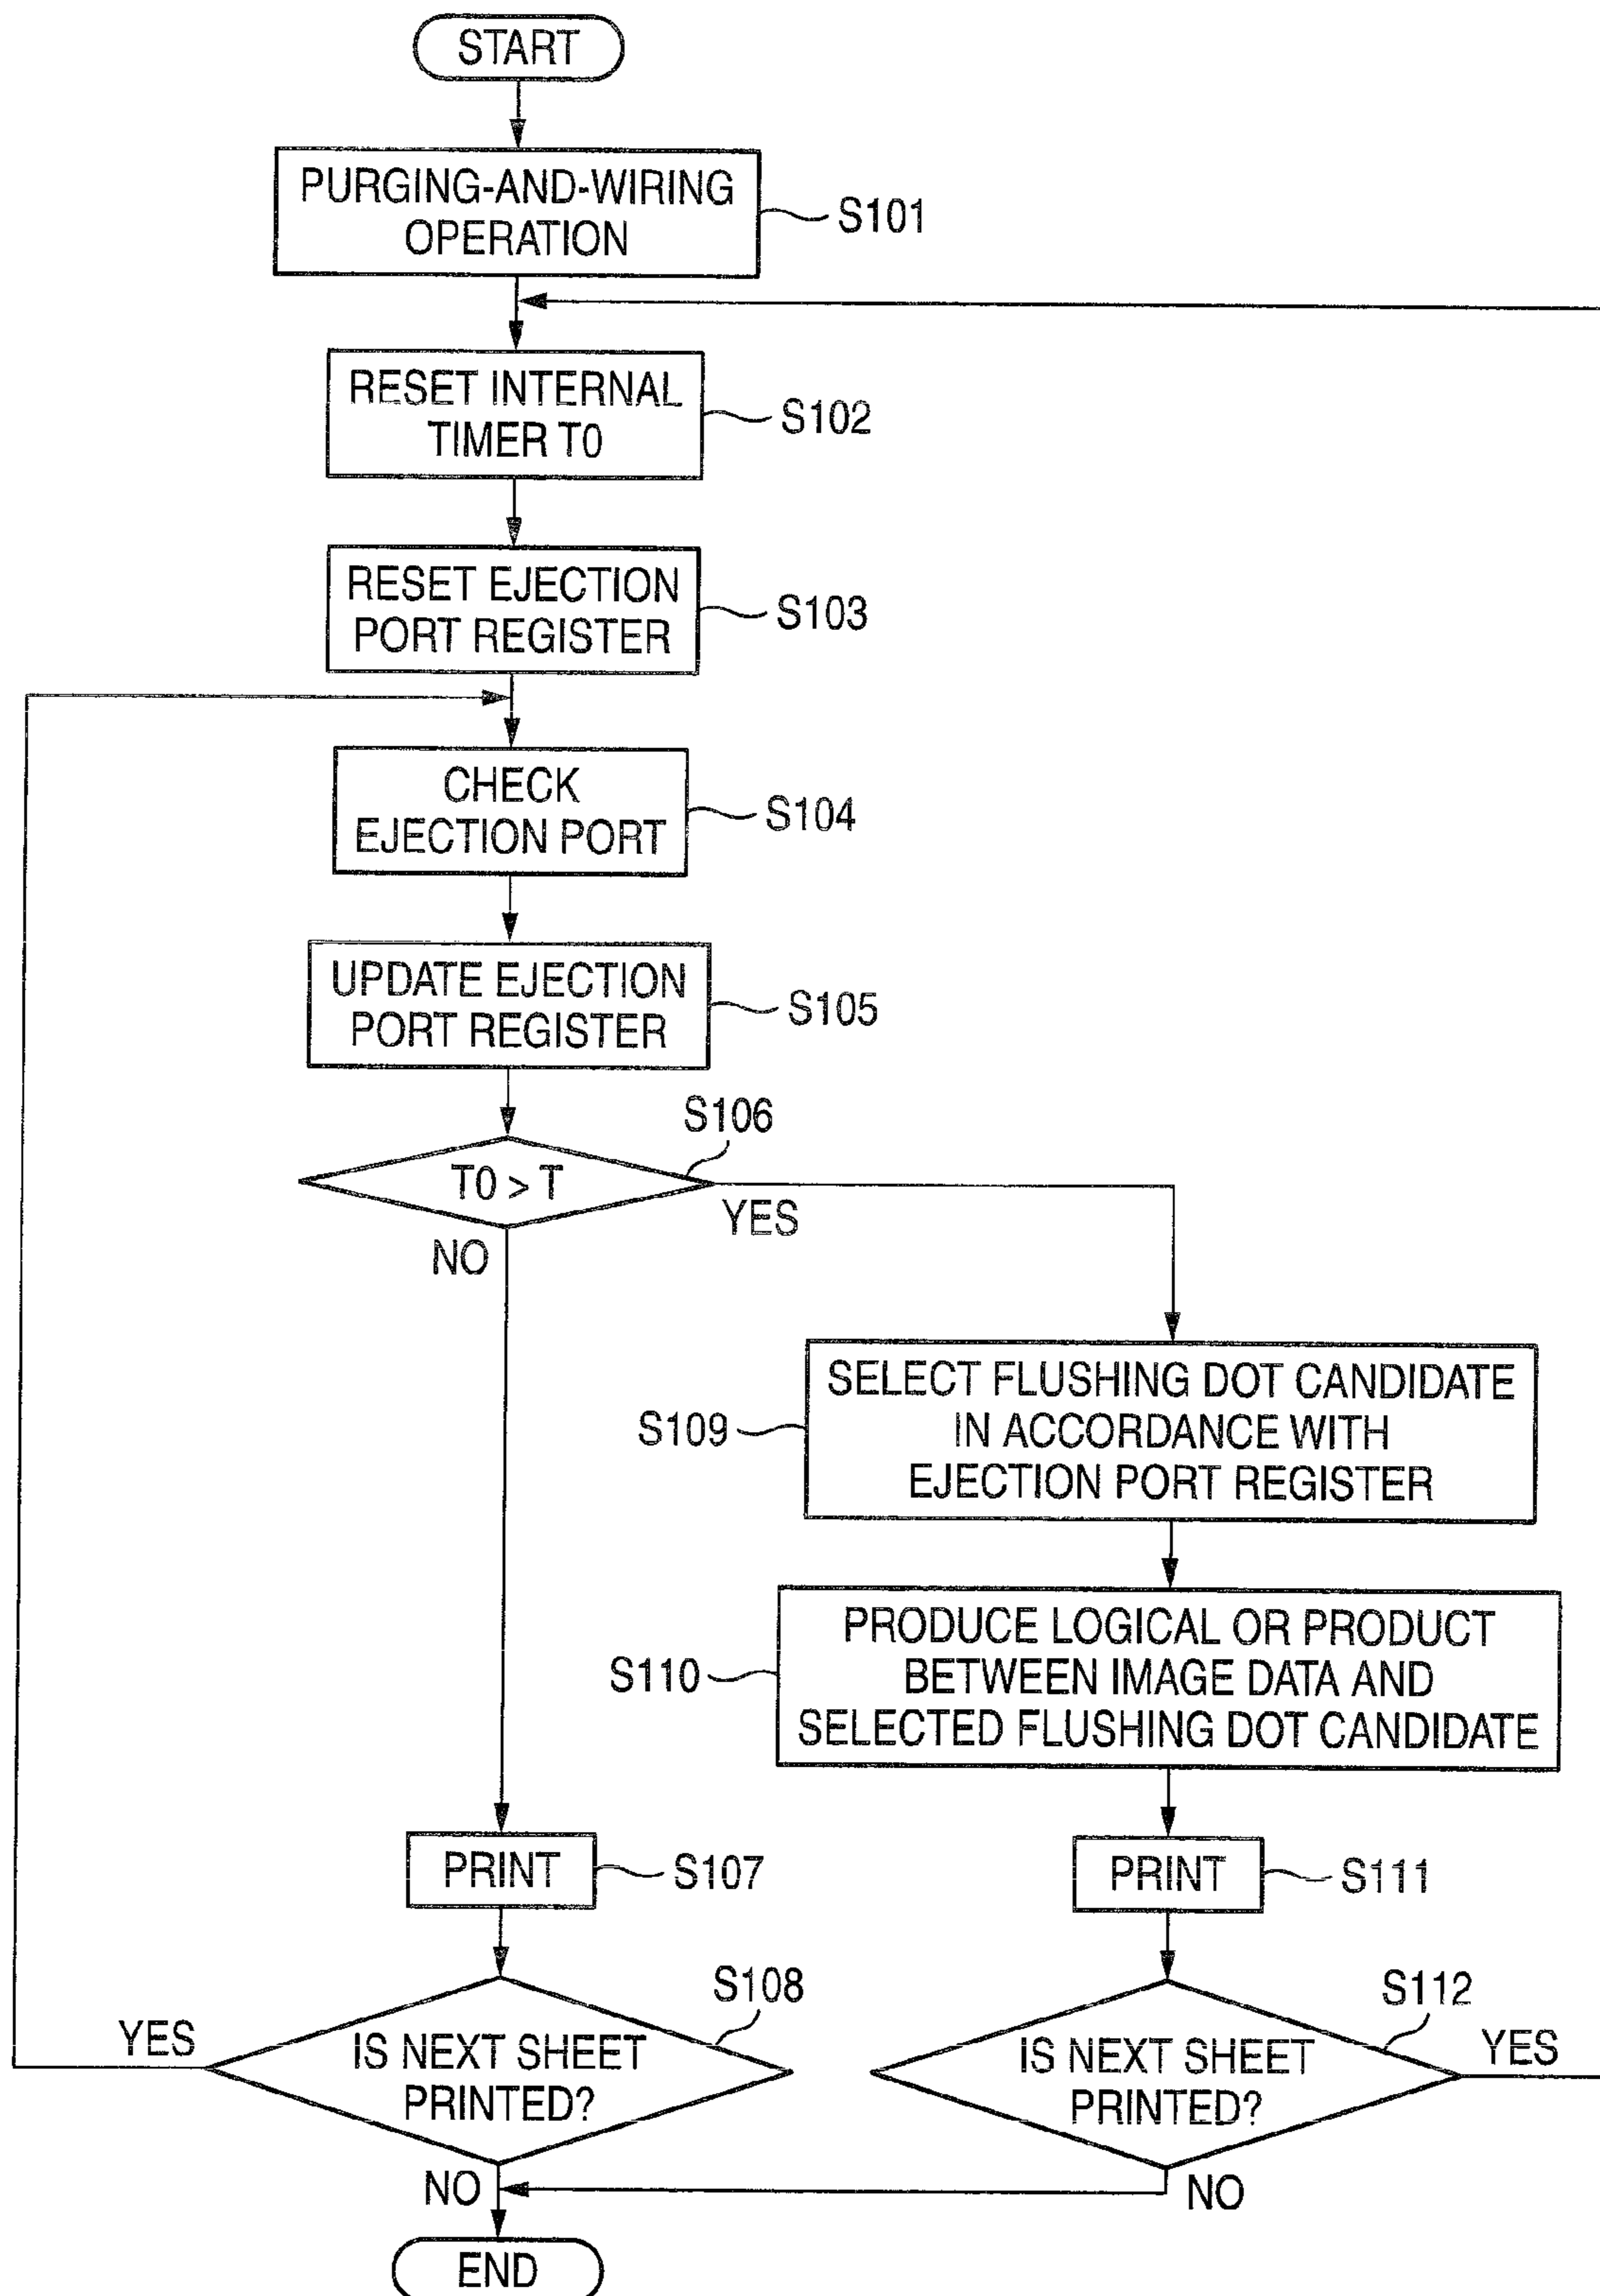 START
PURGING-AND-WIRING
OPERATION
S101
RESET INTERNAL
TIMER T0
S102
RESET EJECTION
PORT REGISTER
S103
CHECK
EJECTION PORT
S104
UPDATE EJECTION
PORT REGISTER
S105
S106
T0 > T
YES
NO
SELECT FLUSHING DOT CANDIDATE
IN ACCORDANCE WITH
EJECTION PORT REGISTER
S109
PRODUCE LOGICAL OR PRODUCT
BETWEEN IMAGE DATA AND
SELECTED FLUSHING DOT CANDIDATE
S110
PRINT
S107
PRINT
S111
S108
IS NEXT SHEET
PRINTED?
YES
NO
S112
IS NEXT SHEET
PRINTED?
YES
NO
END